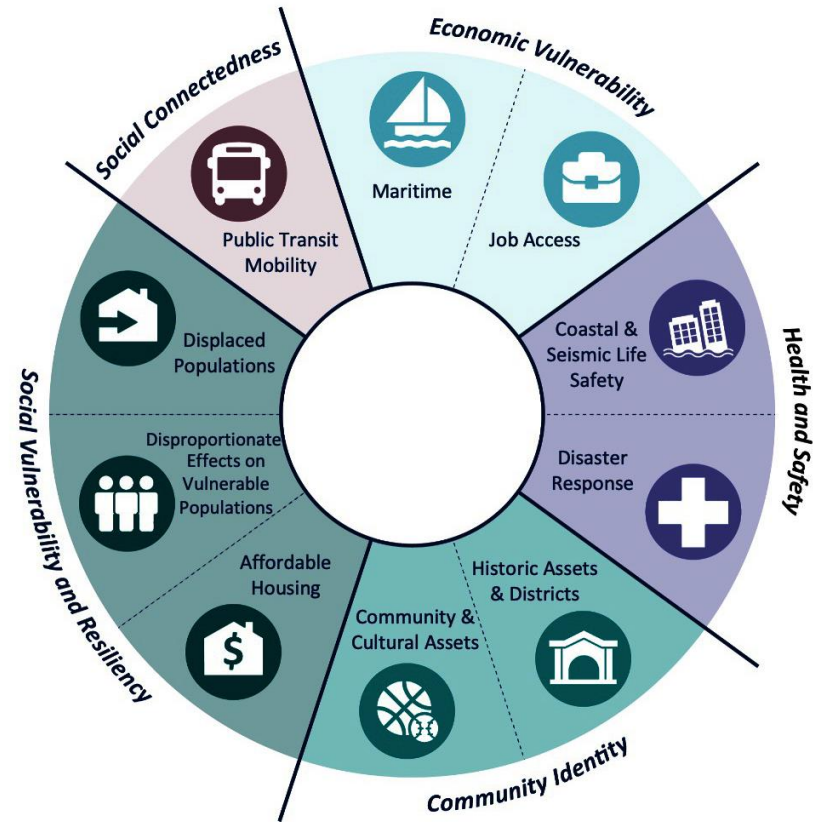 Social Connectedness
Economic Vulnerability
Health and Safety
Community Identity
Social Vulnerability and Resiliency
Public Transit
Mobility
Maritime
Job Access
Coastal &
Seismic Life
Safety
Disaster
Response
Historic Assets
& Districts
Community &
Cultural Assets
Affordable
Housing
$
Disproportionate
Effects on
Vulnerable
Populations
Displaced
Populations